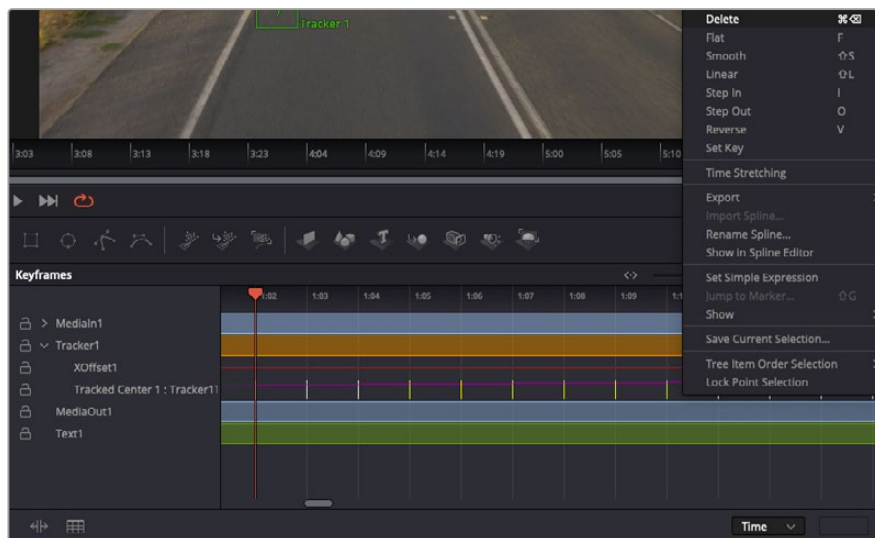 Tracker 1
Delete ⌘⌫
Flat F
Smooth ⇧S
Linear ⇧L
Step In I
Step Out O
Reverse V
Set Key
Time Stretching
Export
Import Spline...
Rename Spline...
Show in Spline Editor
Set Simple Expression
Jump to Marker... ⇧G
Show
Save Current Selection...
Tree Item Order Selection
Lock Point Selection
3:03 3:08 3:13 3:18 3:23 4:04 4:09 4:14 4:19 5:00 5:05 5:10
Keyframes
1:02 1:03 1:04 1:05 1:06 1:07 1:08 1:09
MediaIn1
Tracker1
XOffset1
Tracked Center 1 : Tracker11
MediaOut1
Text1
Time